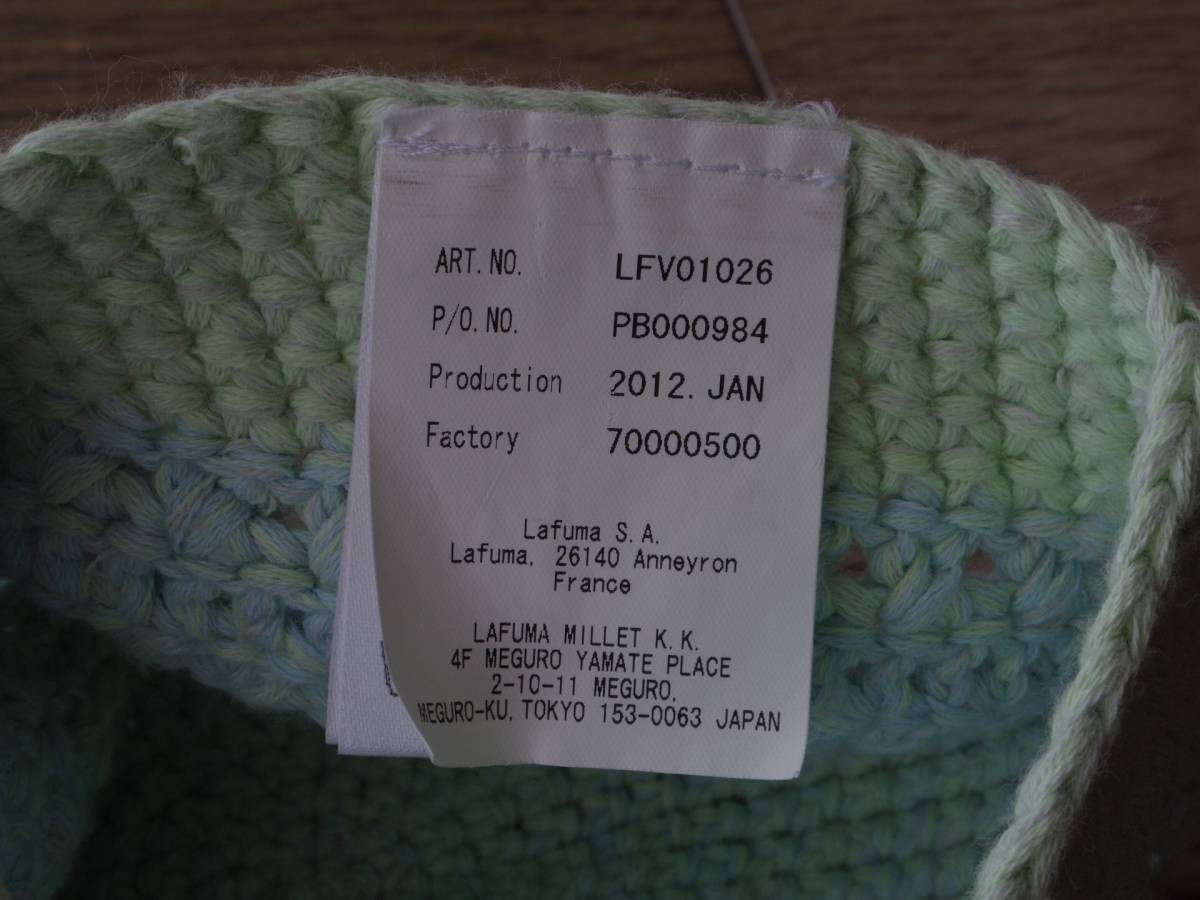 ART. NO. LFV01026
P/O. NO. PB000984
Production 2012. JAN
Factory 70000500
Lafuma S. A.
Lafuma, 26140 Anneyron
France
LAFUMA MILLET K. K.
4F MEGURO YAMATE PLACE
2-10-11 MEGURO,
MEGURO-KU, TOKYO 153-0063 JAPAN